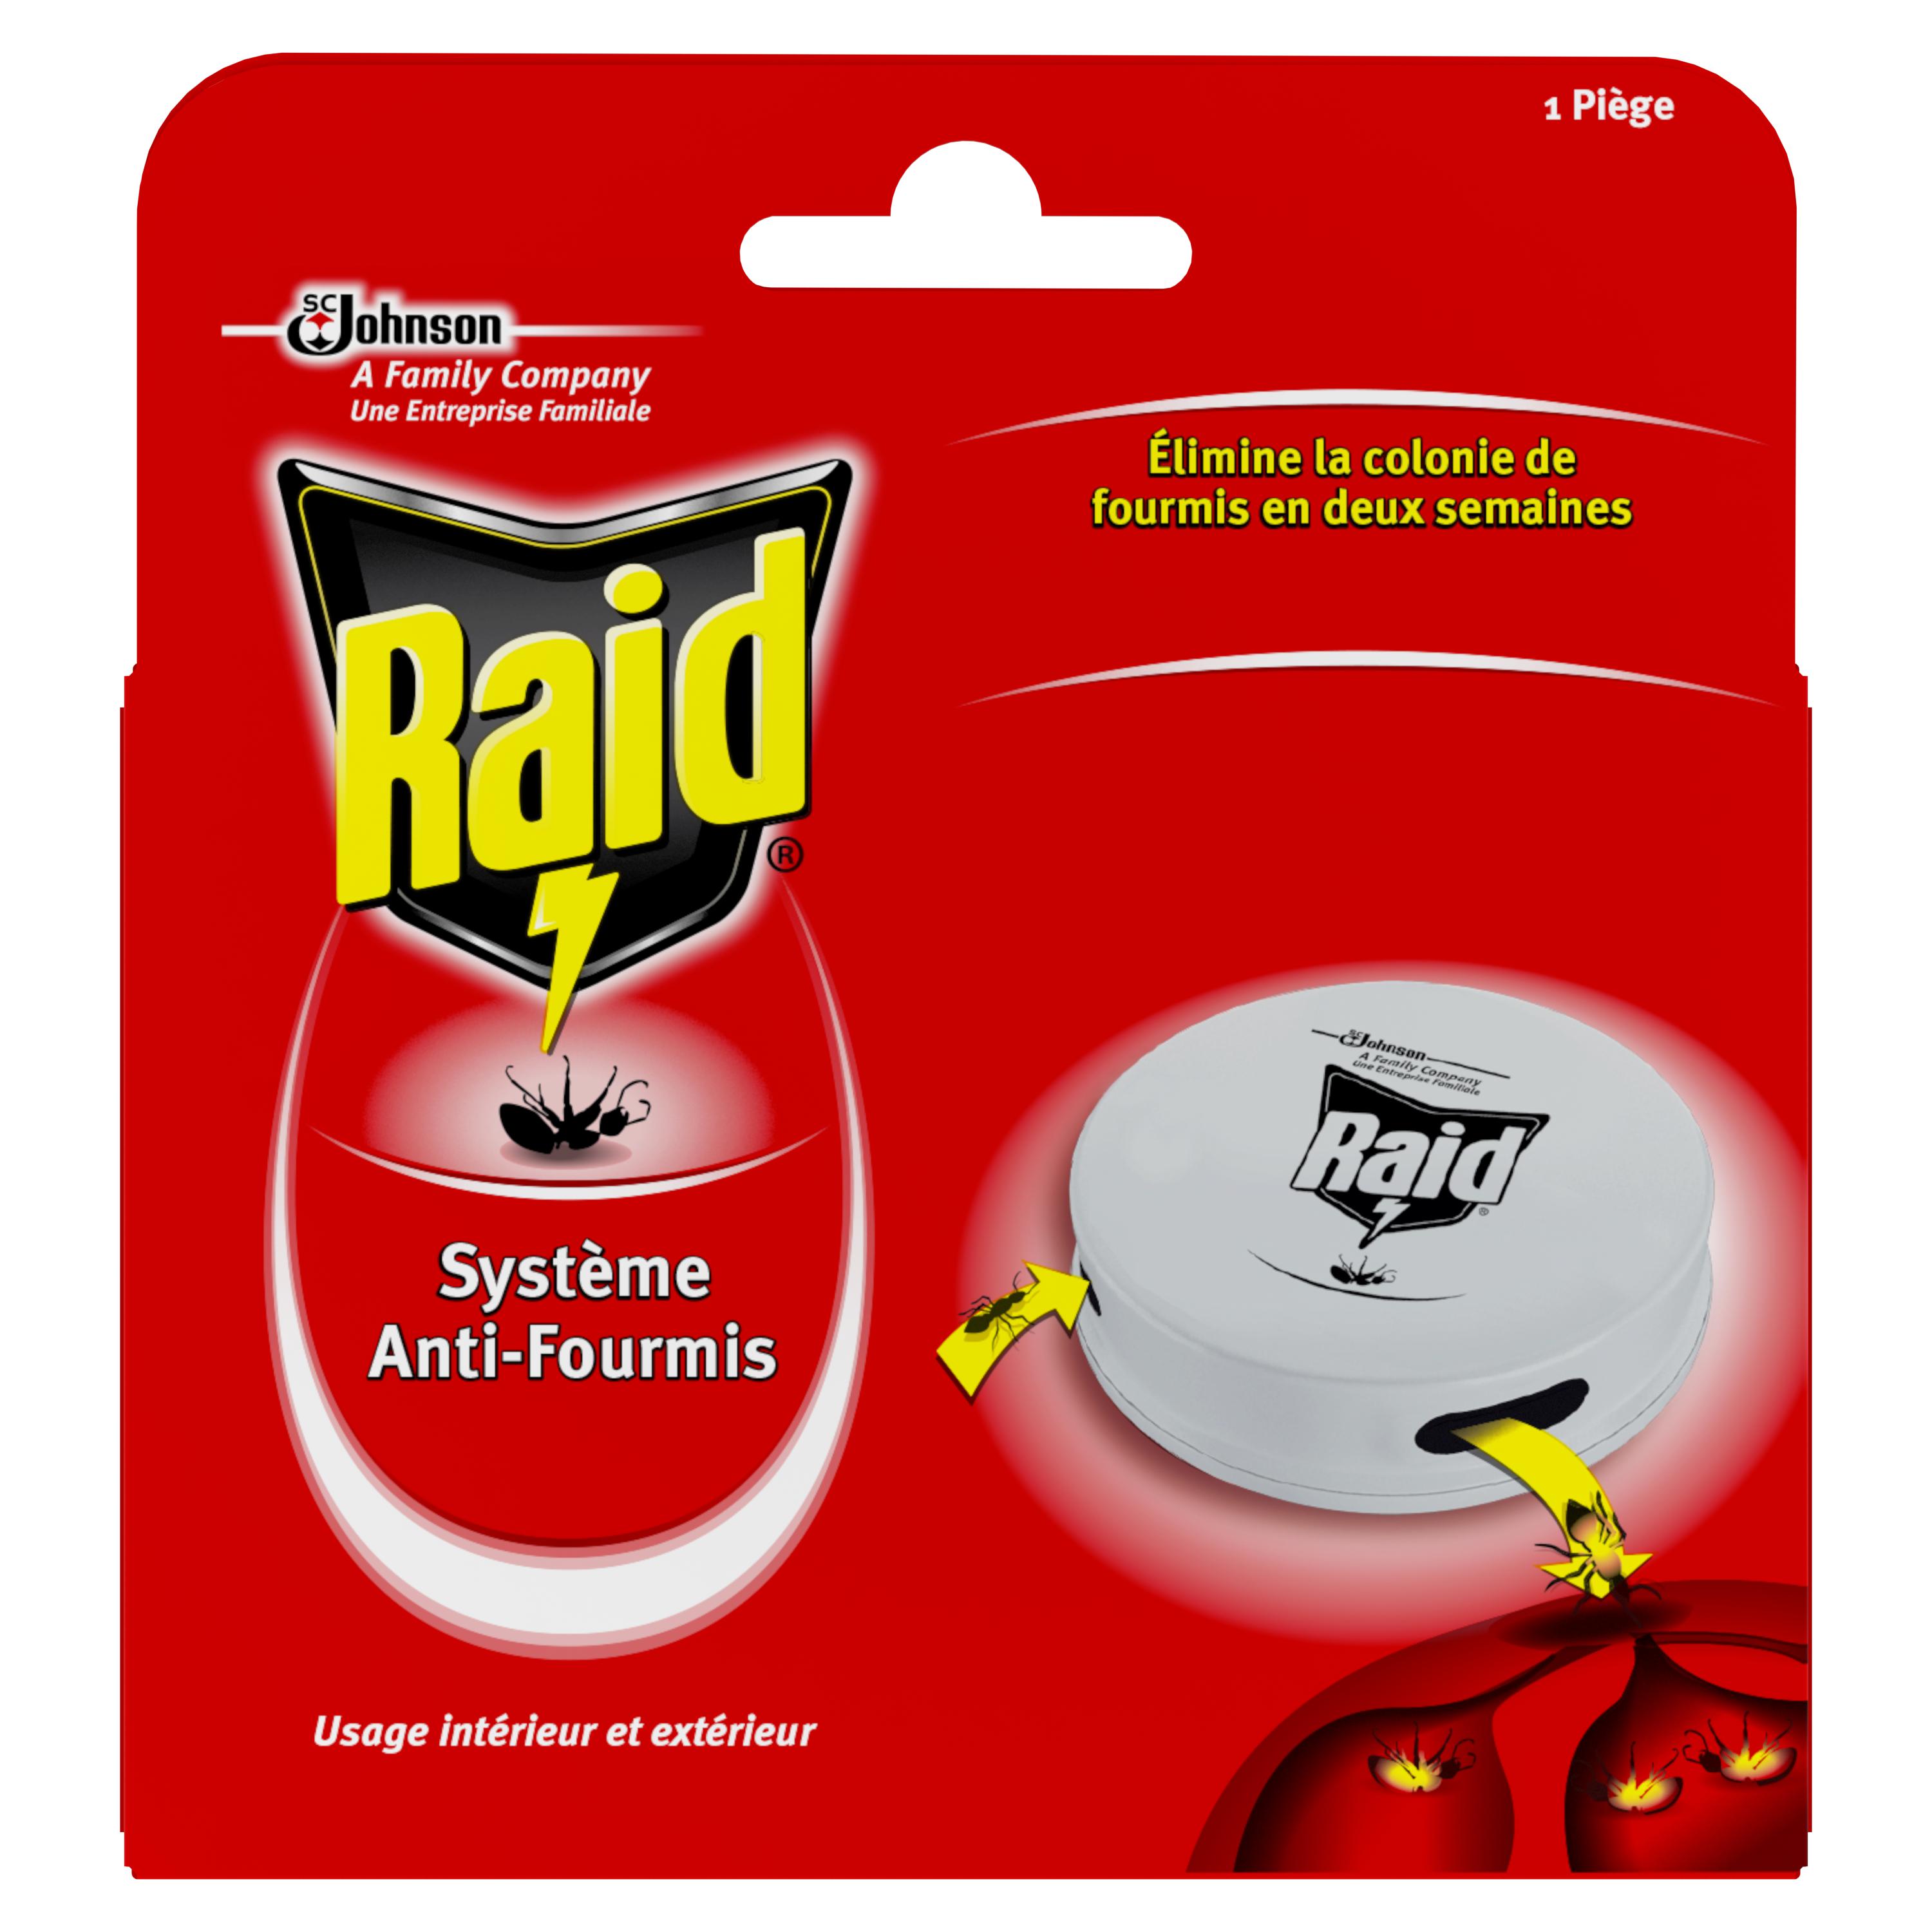 1 Piège
SC Johnson
A Family Company
Une Entreprise Familiale
Élimine la colonie de
fourmis en deux semaines
Raid®
Système
Anti-Fourmis
Usage intérieur et extérieur
SC Johnson
A Family Company
Une Entreprise Familiale
Raid®